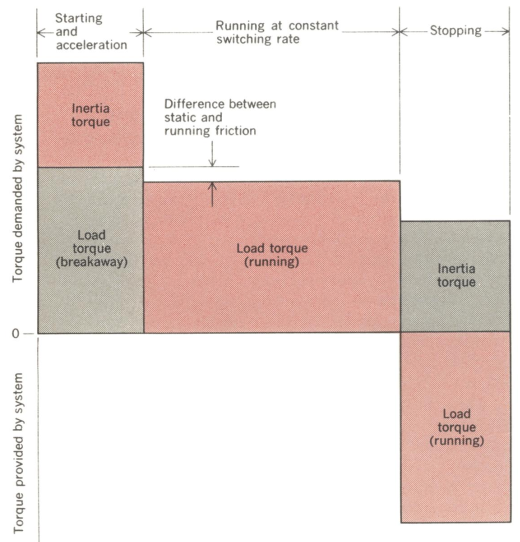 Starting
and
acceleration
Running at constant
switching rate
Stopping
Inertia
torque
Difference between
static and
running friction
Load
torque
(breakaway)
Load torque
(running)
Inertia
torque
Load
torque
(running)
Torque demanded by system
0
Torque provided by system